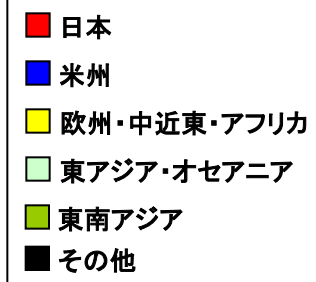 日本
米州
欧州・中近東・アフリカ
東アジア・オセアニア
東南アジア
その他